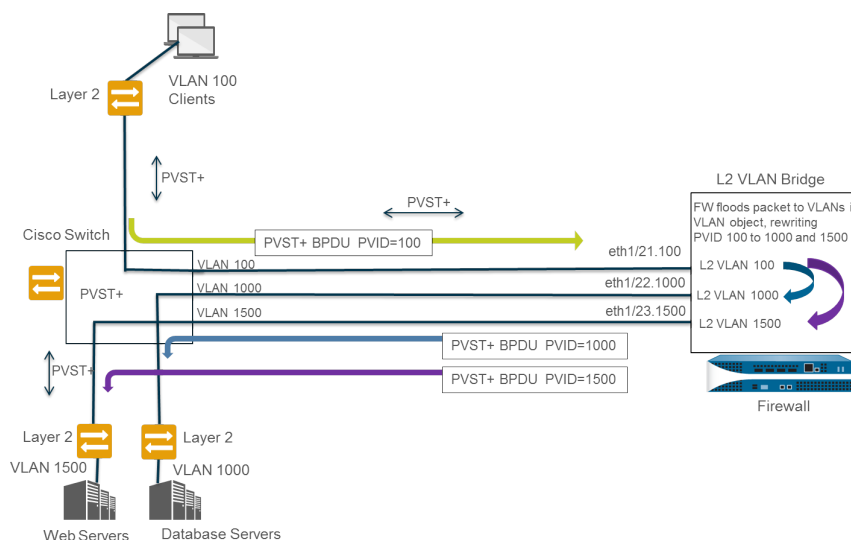 VLAN 100
Clients
Layer 2
PVST+
PVST+
L2 VLAN Bridge
FW floods packet to VLANs i
VLAN object, rewriting
PVID 100 to 1000 and 1500
Cisco Switch
PVST+ BPDU PVID=100
eth1/21.100
VLAN 100
L2 VLAN 100
eth1/22.1000
PVST+
VLAN 1000
L2 VLAN 1000
VLAN 1500
eth1/23.1500
L2 VLAN 1500
PVST+ BPDU PVID=1000
PVST+
PVST+ BPDU PVID=1500
Firewall
Layer 2
Layer 2
VLAN 1500
VLAN 1000
Web Servers
Database Servers